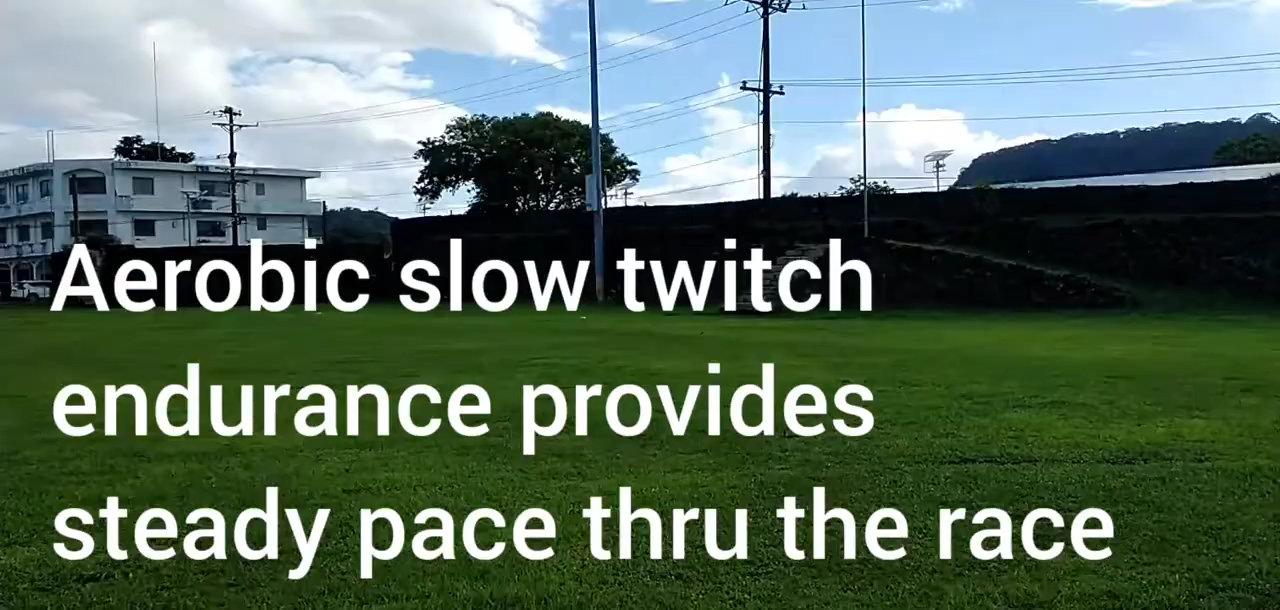 Aerobic slow twitch
endurance provides
steady pace thru the race